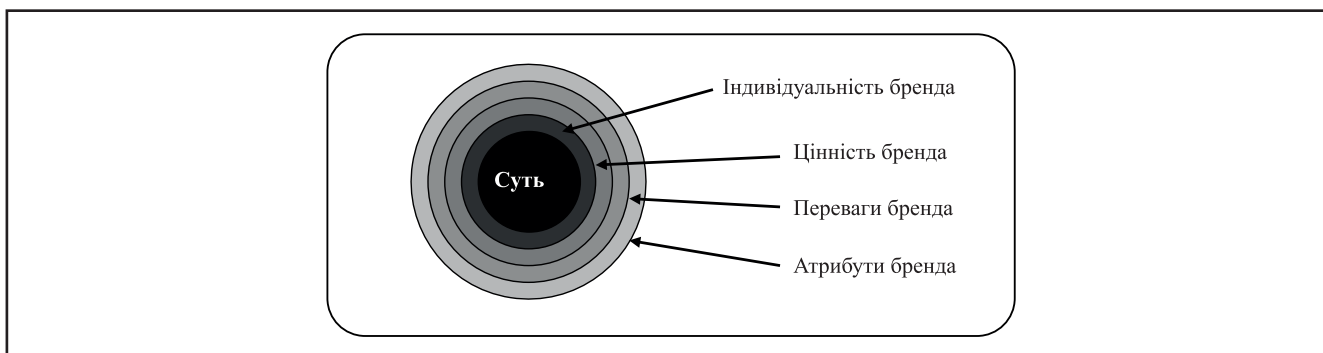 Індивідуальність бренда
Цінність бренда
Суть
Переваги бренда
Атрибути бренда